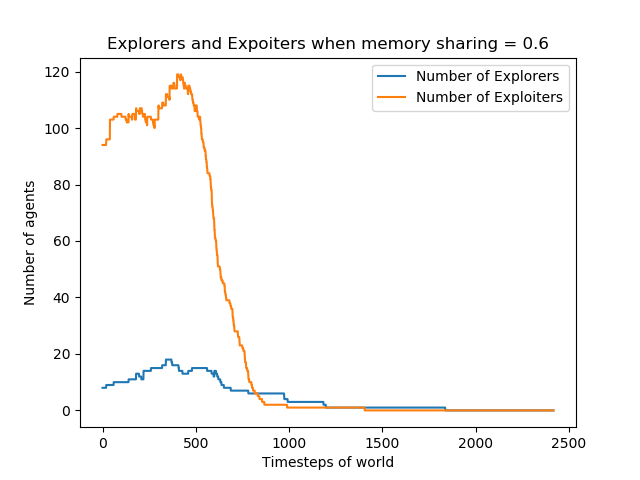 Explorers and Expoiters when memory sharing = 0.6
Number of Explorers
Number of Exploiters
Number of agents
120
100
80
60
40
20
0
0 500 1000 1500 2000 2500
Timesteps of world